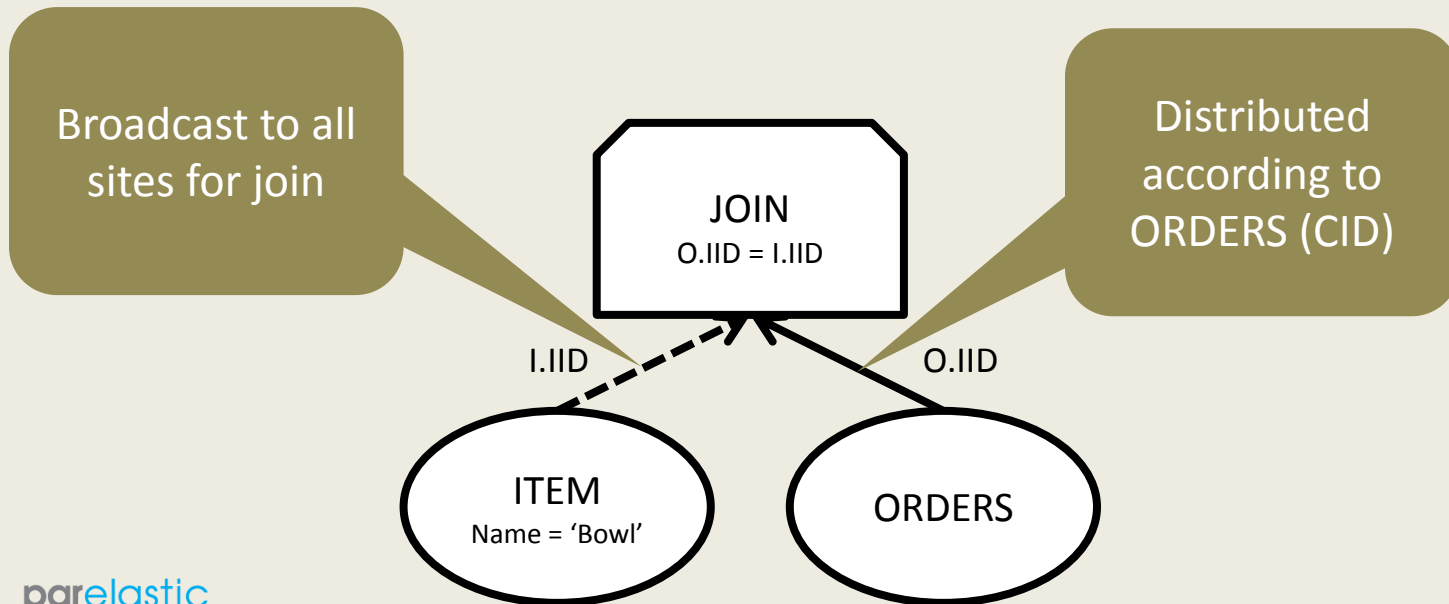 Broadcast to all
sites for join
Distributed
according to
ORDERS (CID)
JOIN
O.IID = I.IID
I.IID
O.IID
ITEM
Name = ‘Bowl’
ORDERS
parelastic